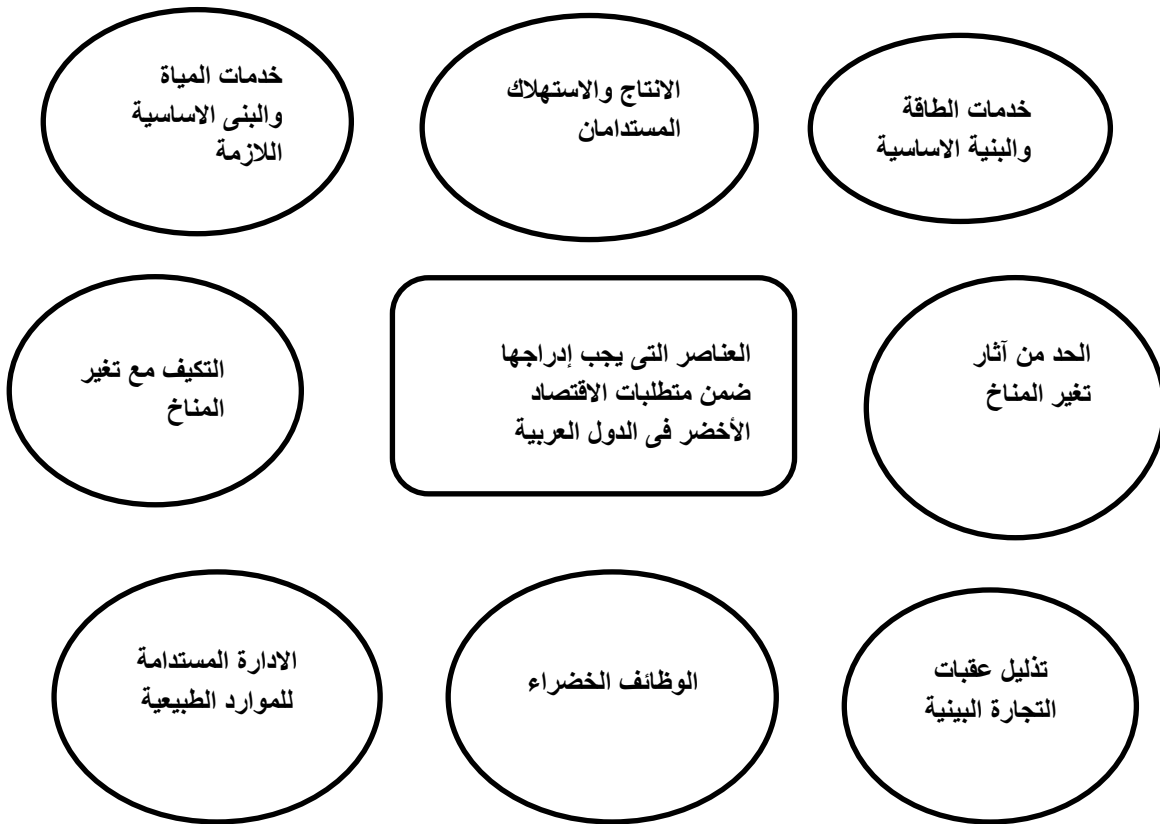 خدمات الطاقة
والبنية الاساسية
الانتاج والاستهلاك
المستدامان
خدمات المياة
والبنى الاساسية
اللازمة
الحد من آثار
تغير المناخ
العناصر التى يجب إدراجها
ضمن متطلبات الاقتصاد
الأخضر فى الدول العربية
التكيف مع تغير
المناخ
تذليل عقبات
التجارة البينية
الوظائف الخضراء
الادارة المستدامة
للموارد الطبيعية